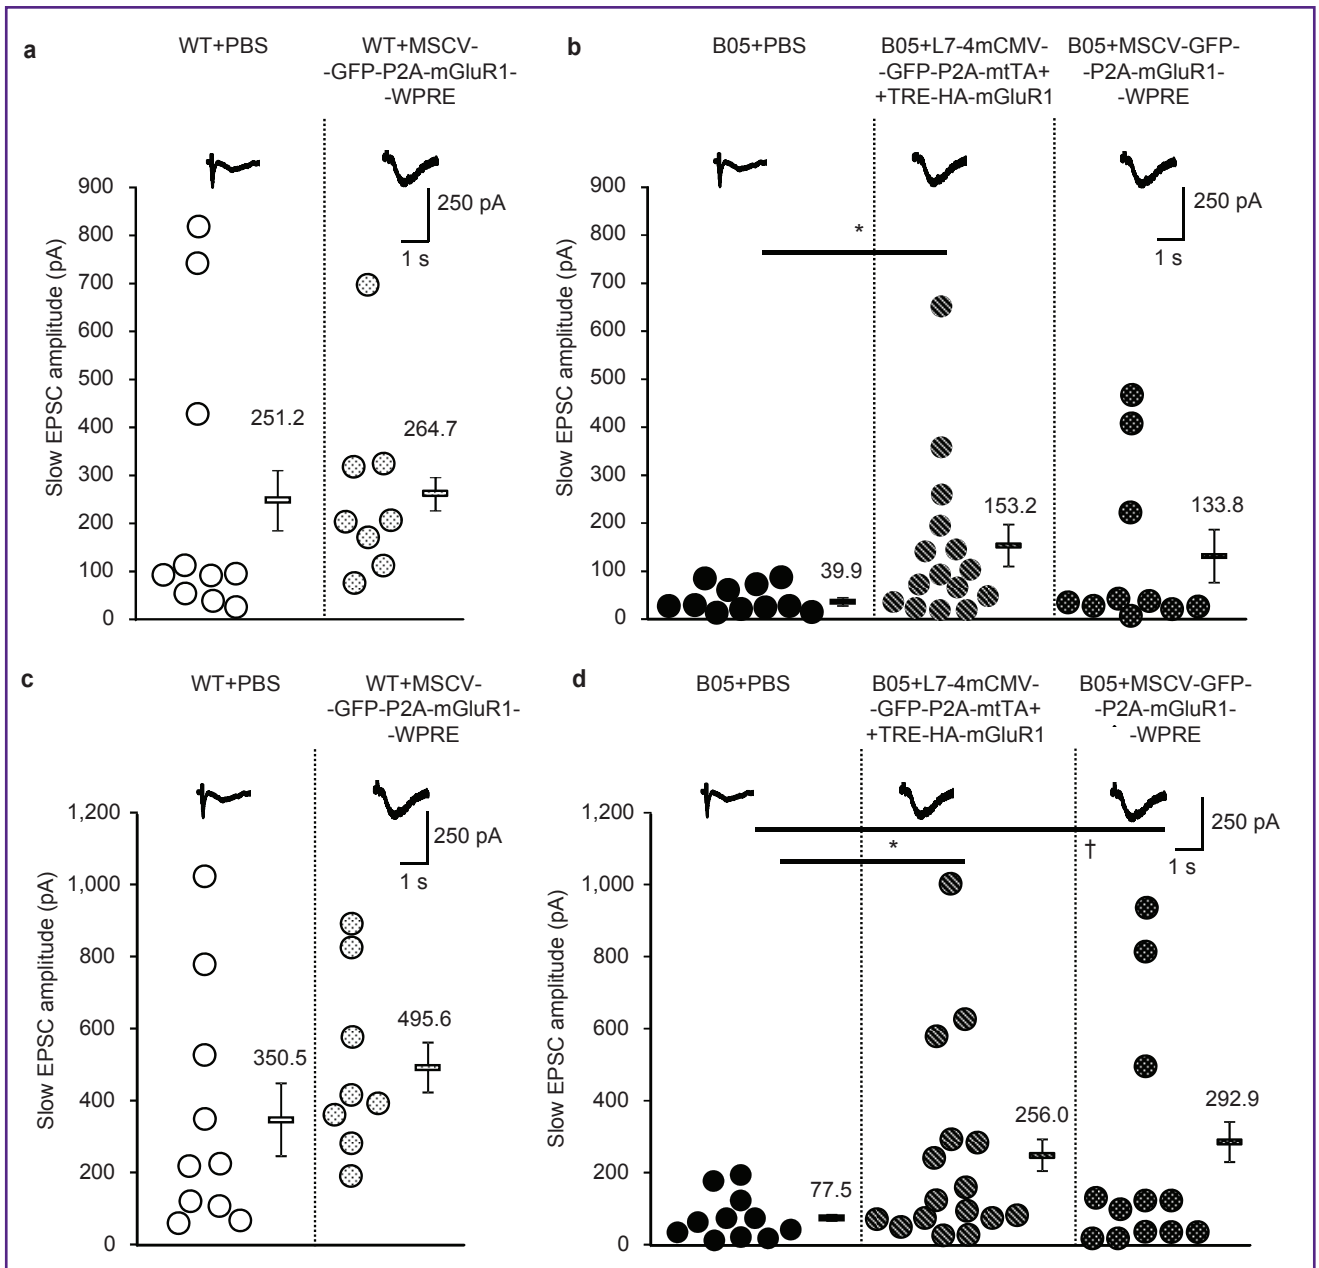 a
WT+PBS
WT+MSCV-
-GFP-P2A-mGluR1-
-WPRE
900
800
700
600
500
400
300
200
100
0
Slow EPSC amplitude (pA)
250 pA
1 s
251.2
264.7
b
B05+PBS
B05+L7-4mCMV-
-GFP-P2A-mtTA+
+TRE-HA-mGluR1
B05+MSCV-GFP-
-P2A-mGluR1-
-WPRE
900
800
700
600
500
400
300
200
100
0
Slow EPSC amplitude (pA)
*
250 pA
1 s
39.9
153.2
133.8
c
WT+PBS
WT+MSCV-
-GFP-P2A-mGluR1-
-WPRE
1,200
1,000
800
600
400
200
0
Slow EPSC amplitude (pA)
250 pA
1 s
350.5
495.6
d
B05+PBS
B05+L7-4mCMV-
-GFP-P2A-mtTA+
+TRE-HA-mGluR1
B05+MSCV-GFP-
-P2A-mGluR1-
-WPRE
1,200
1,000
800
600
400
200
0
Slow EPSC amplitude (pA)
*
†
250 pA
1 s
77.5
256.0
292.9